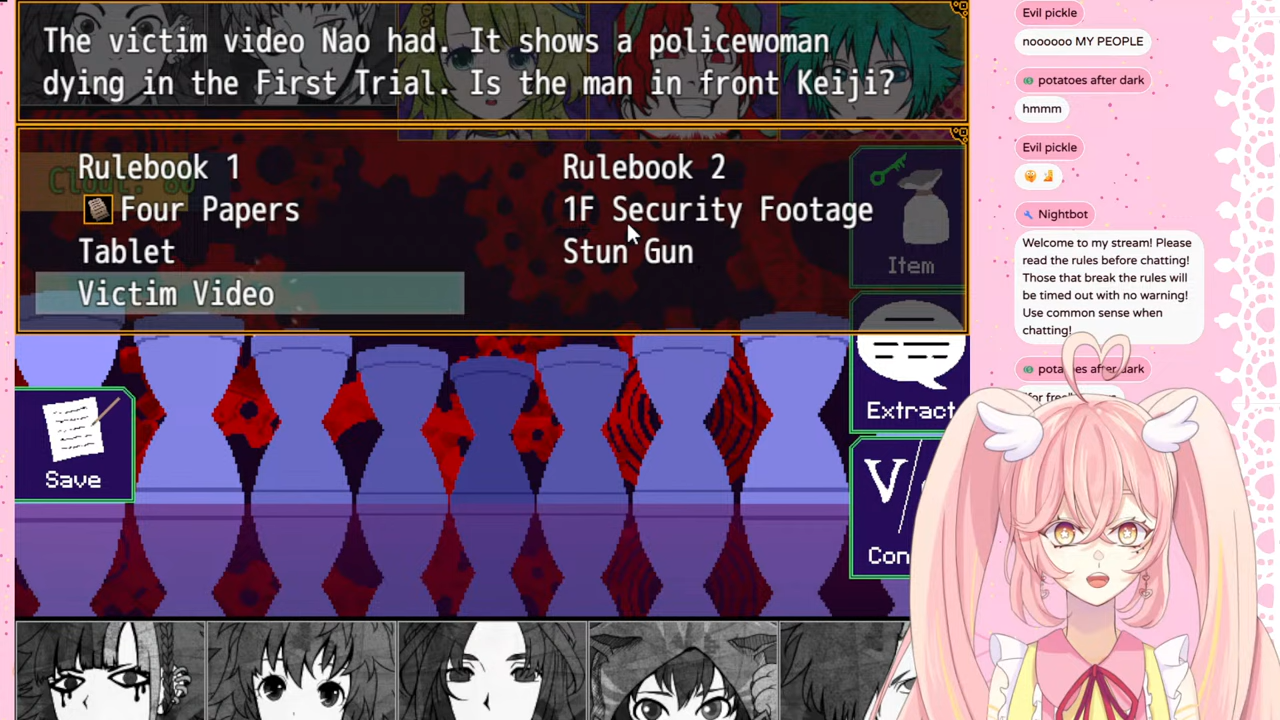 The victim video Nao had. It shows a policewoman
dying in the First Trial. Is the man in front Keiji?
Rulebook 1
Rulebook 2
Four Papers
1F Security Footage
Tablet
Stun Gun
Victim Video
Item
Extract
Save
V/
Con
Evil pickle
noooooo MY PEOPLE
potatoes after dark
hmmm
Evil pickle
Nightbot
Welcome to my stream! Please
read the rules before chatting!
Those that break the rules will
be timed out with no warning!
Use common sense when
chatting!
potatoes after dark